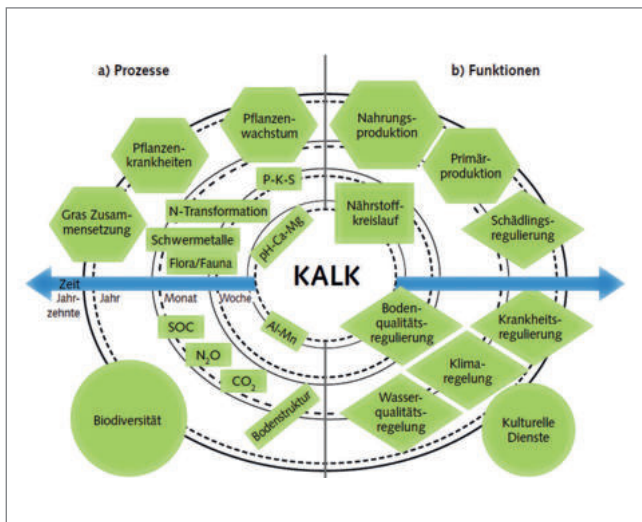 a) Prozesse
b) Funktionen
Pflanzen-
wachstum
Nahrungs-
produktion
Pflanzen-
krankheiten
Primär-
produktion
P-K-S
Gras Zusam-
mensetzung
N-Transformation
Nährstoff-
kreislauf
Schädlings-
regulierung
Schwermetalle
pH-Ca-Mg
Flora/Fauna
KALK
Zeit
Jahr-
zehnte
Jahr
Monat
Woche
SOC
Al-Mn
Boden-
qualitäts-
regulierung
Krankheits-
regulierung
N₂O
Klima-
regelung
CO₂
Biodiversität
Bodenstruktur
Wasser-
qualitäts-
regelung
Kulturelle
Dienste